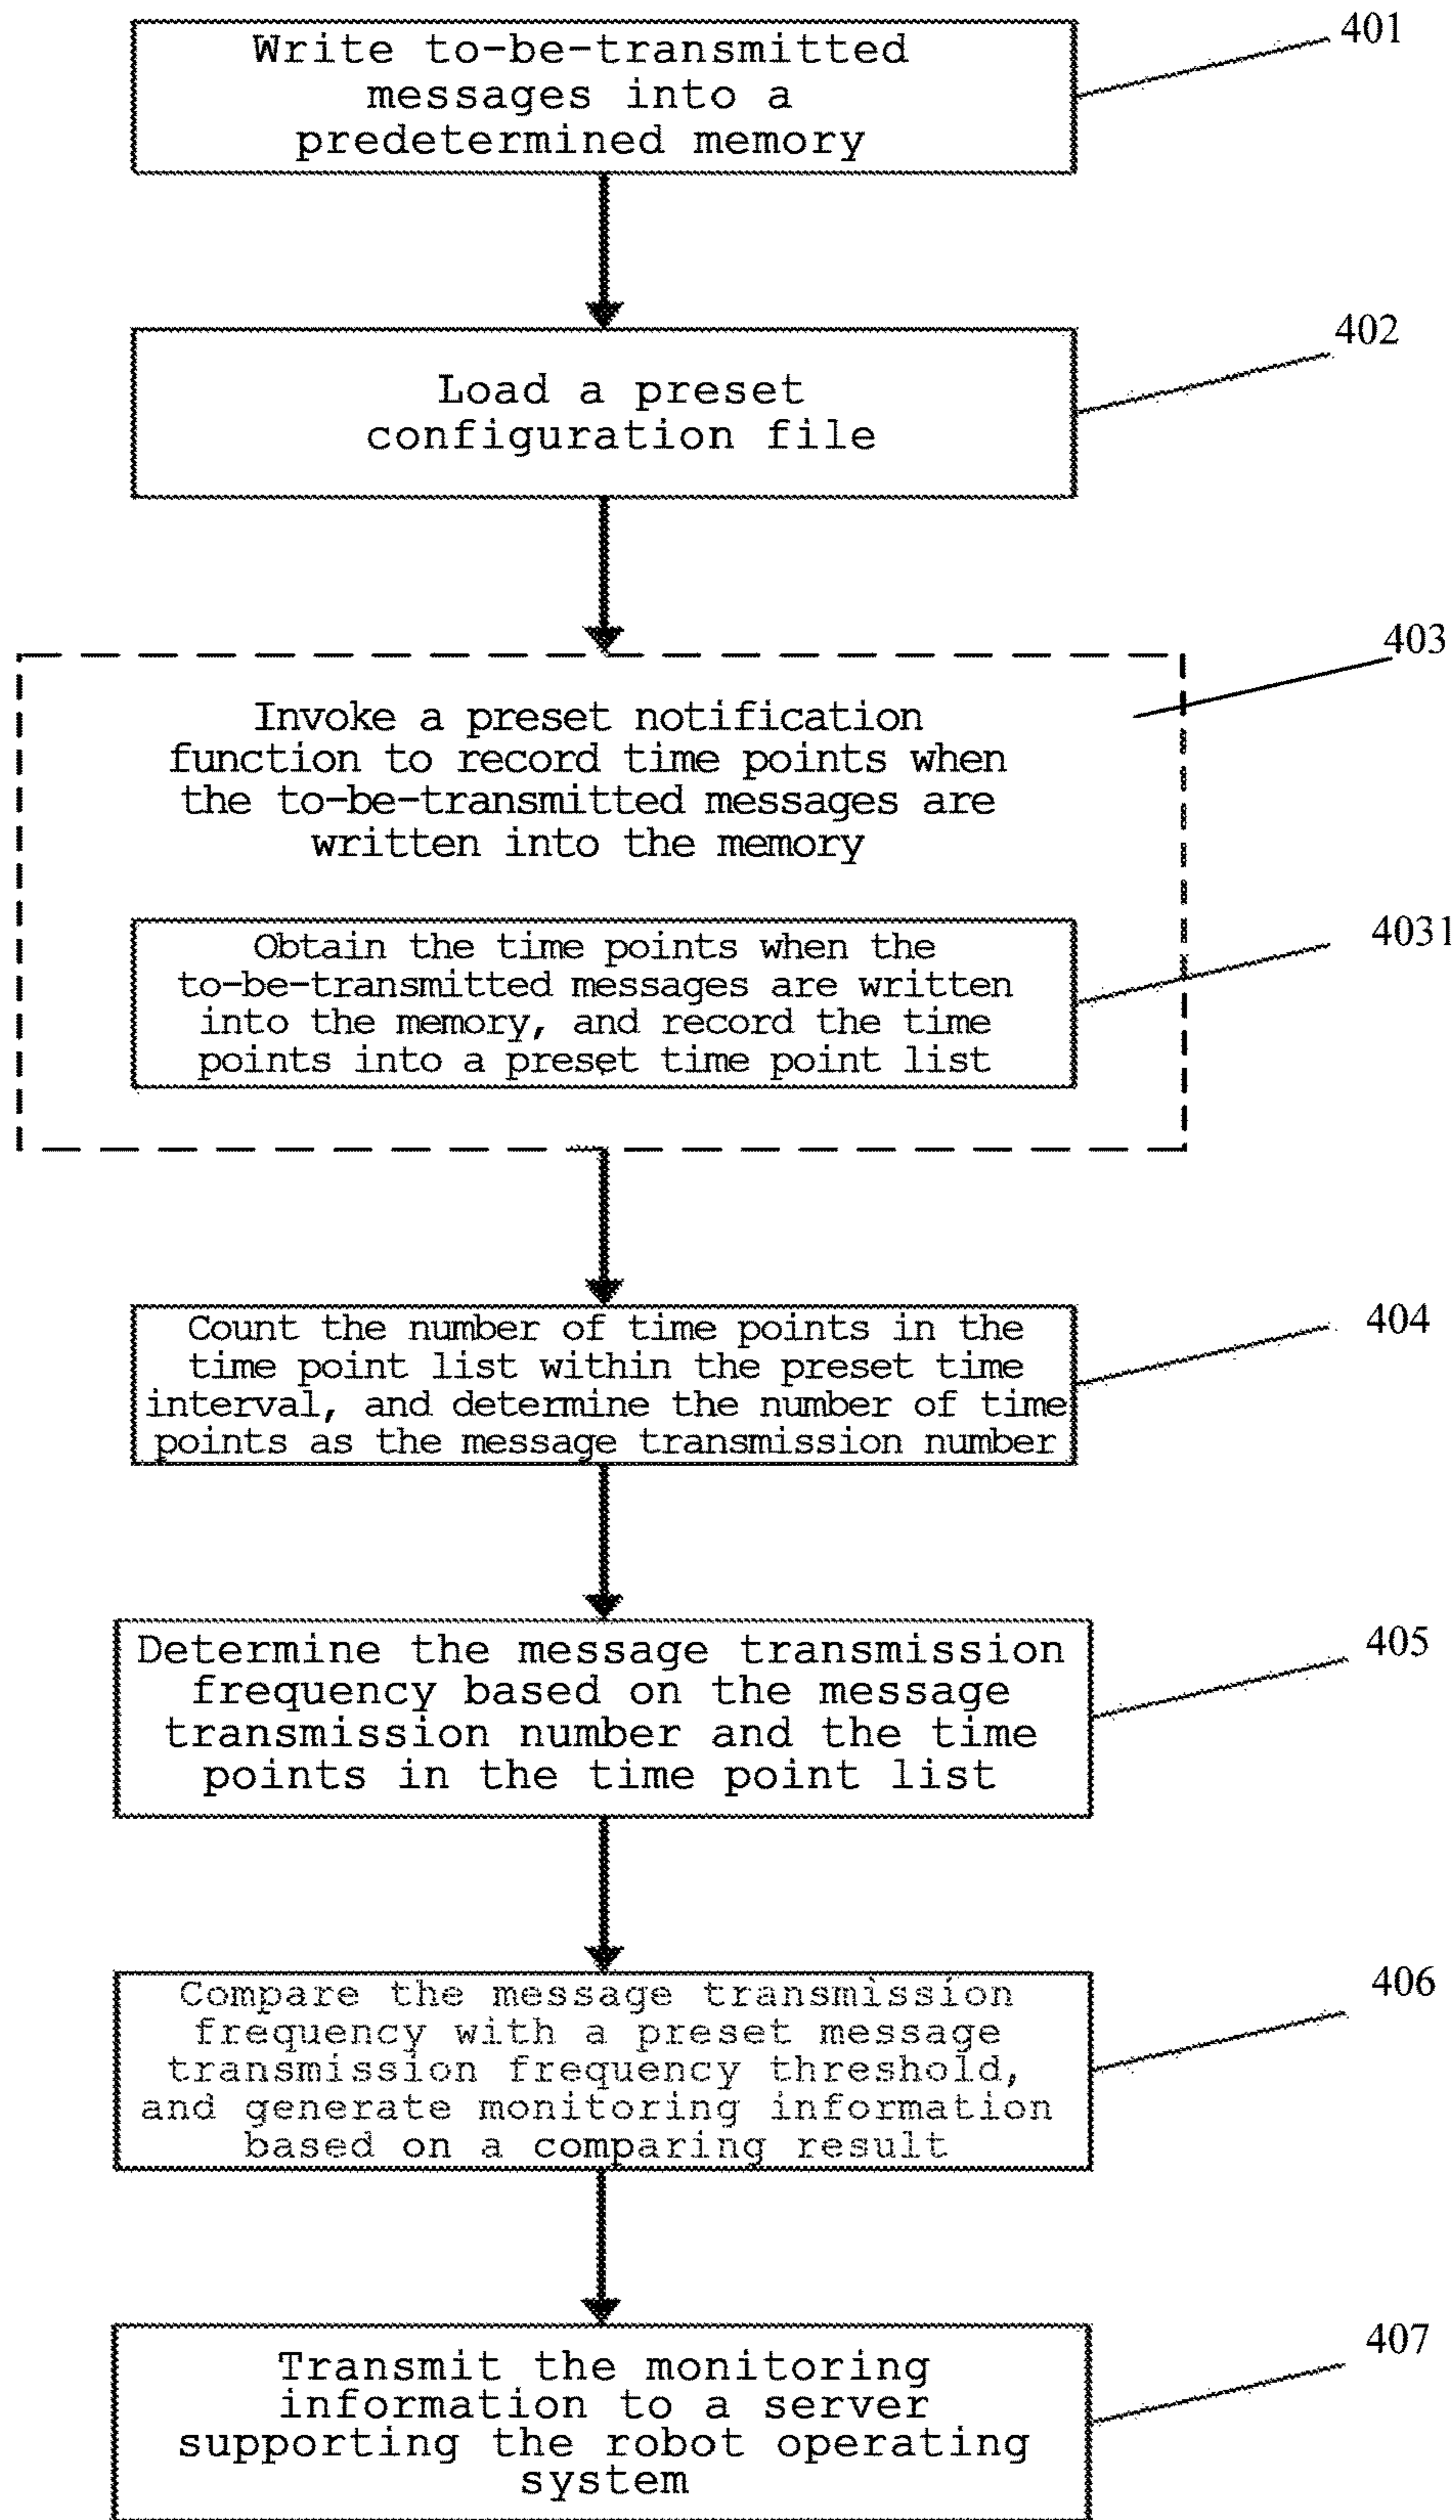 401
Write to-be-transmitted
messages into a
predetermined memory
402
Load a preset
configuration file
403
Invoke a preset notification
function to record time points when
the to-be-transmitted messages are
written into the memory
4031
Obtain the time points when the
to-be-transmitted messages are written
into the memory, and record the time
points into a preset time point list
404
Count the number of time points in the
time point list within the preset time
interval, and determine the number of time
points as the message transmission number
405
Determine the message transmission
frequency based on the message
transmission number and the time
points in the time point list
406
Compare the message transmission
frequency with a preset message
transmission frequency threshold,
and generate monitoring information
based on a comparing result
407
Transmit the monitoring
information to a server
supporting the robot operating
system